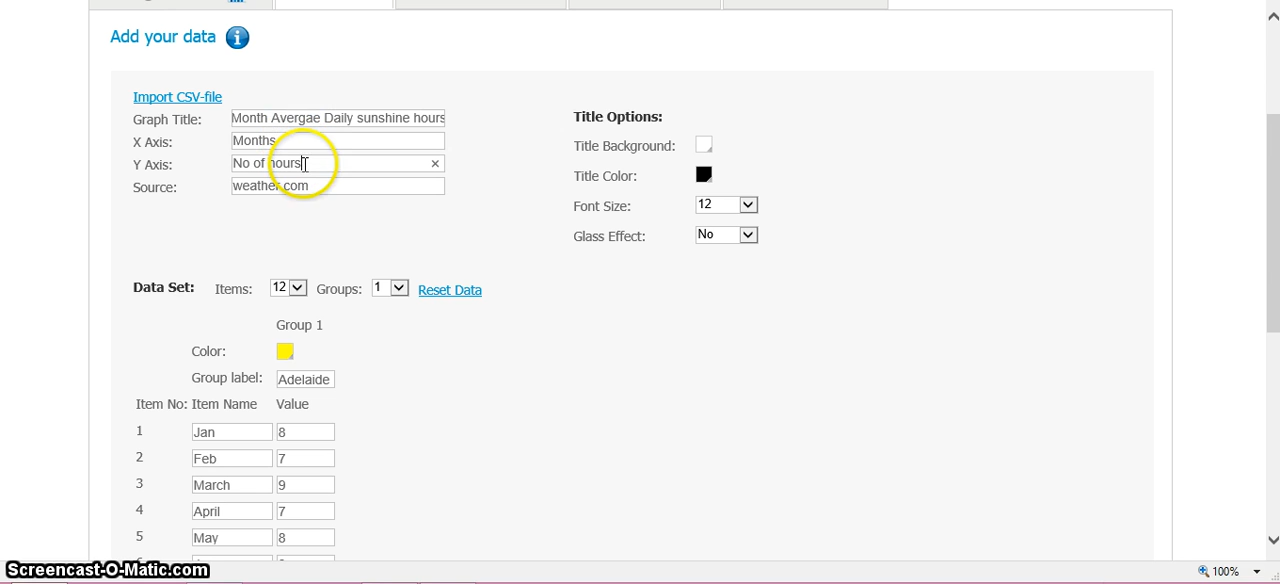 Add your data
Import CSV-file
Graph Title: Month Avergae Daily sunshine hours
X Axis: Months
Y Axis: No of hours
Source: weather.com
Title Options:
Title Background:
Title Color:
Font Size: 12
Glass Effect: No
Data Set: Items: 12 Groups: 1 Reset Data
Group 1
Color:
Group label: Adelaide
Item No: Item Name Value
1 Jan 8
2 Feb 7
3 March 9
4 April 7
5 May 8
Screencast-O-Matic.com
100%